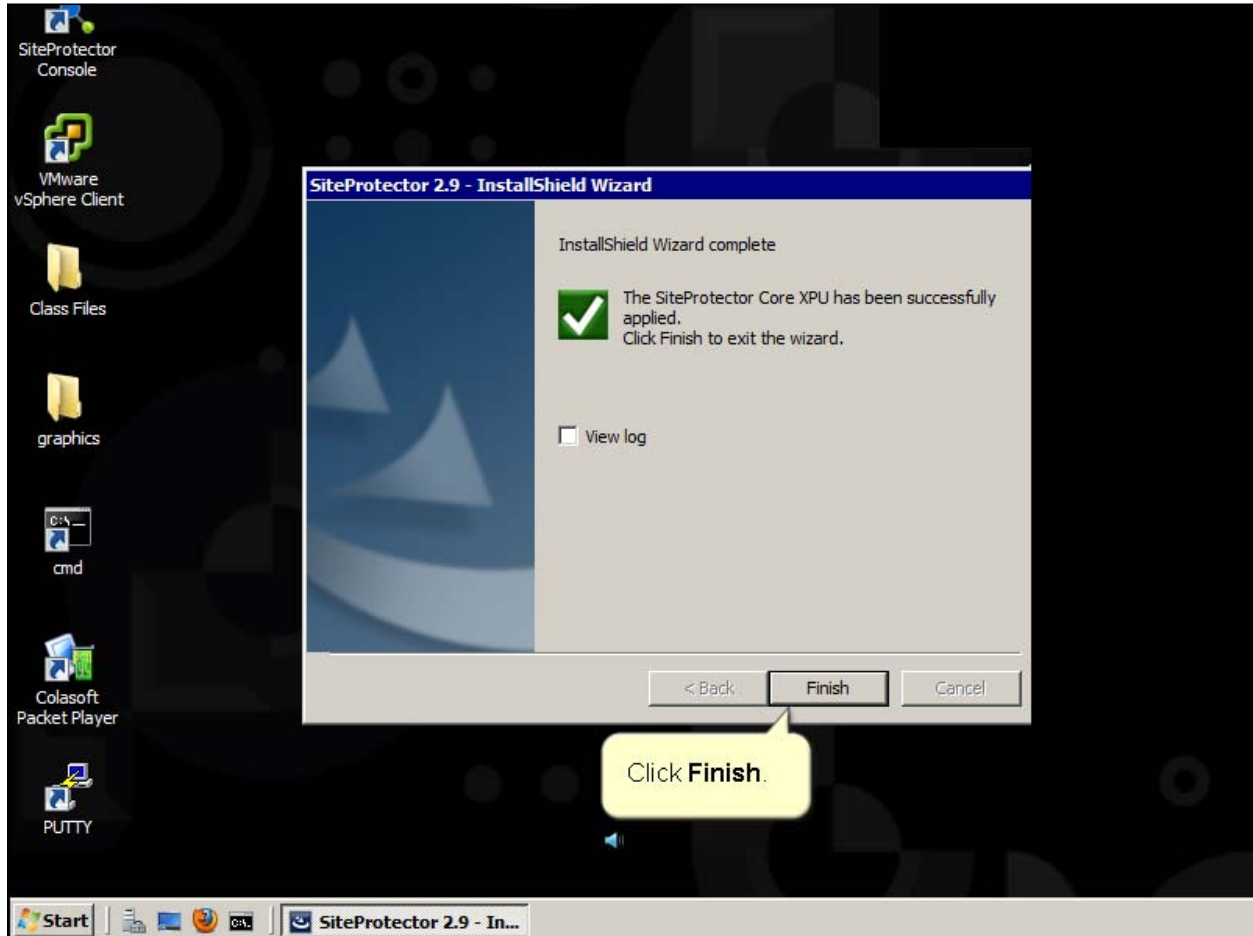 SiteProtector
Console
VMware
vSphere Client
Class Files
graphics
C:\
cmd
Colasoft
Packet Player
PUTTY
SiteProtector 2.9 - InstallShield Wizard
InstallShield Wizard complete
The SiteProtector Core XPU has been successfully
applied.
Click Finish to exit the wizard.
View log
< Back
Finish
Cancel
Click Finish.
Start
SiteProtector 2.9 - In...